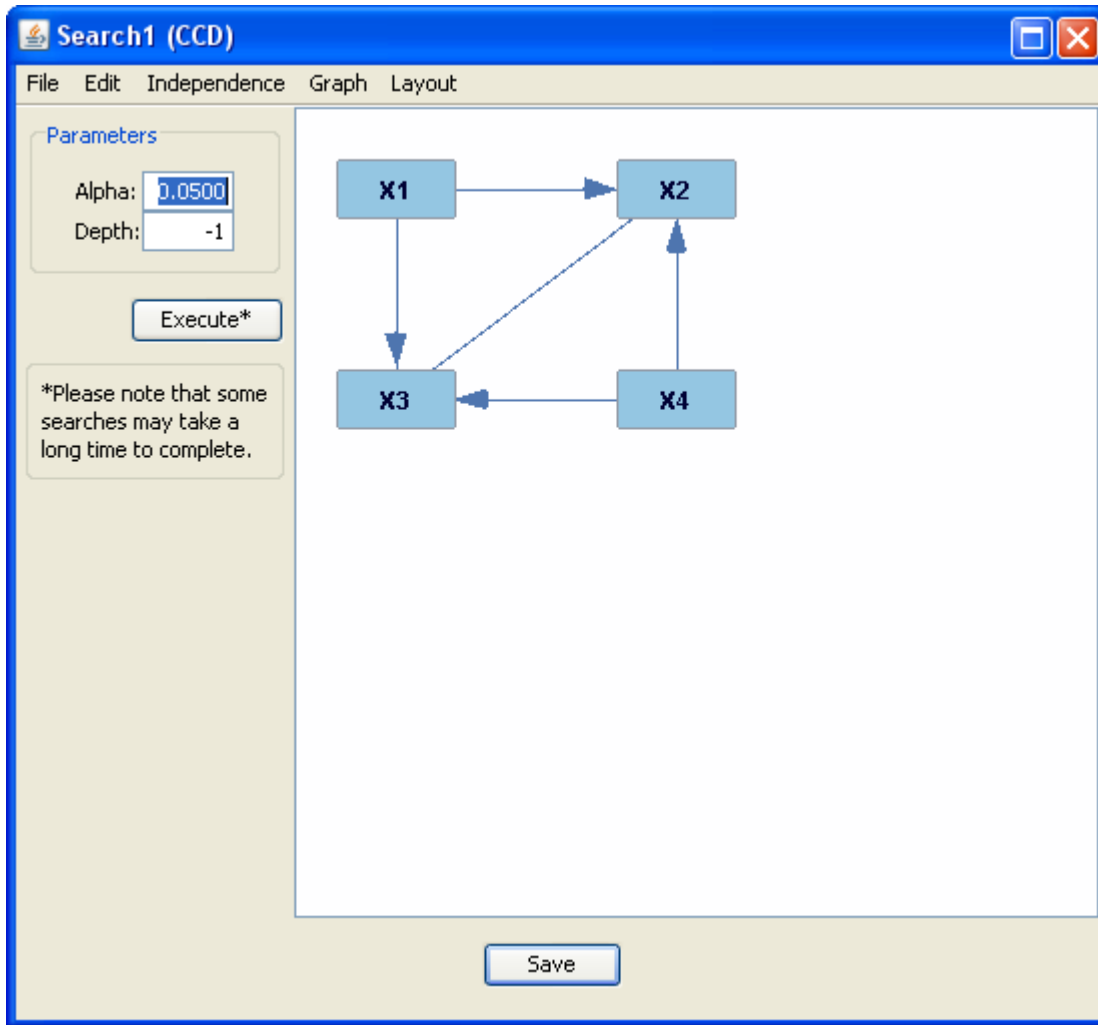 Search1 (CCD)
File Edit Independence Graph Layout
Parameters
Alpha: 0.0500
Depth: -1
Execute*
*Please note that some
searches may take a
long time to complete.
X1
X2
X3
X4
Save